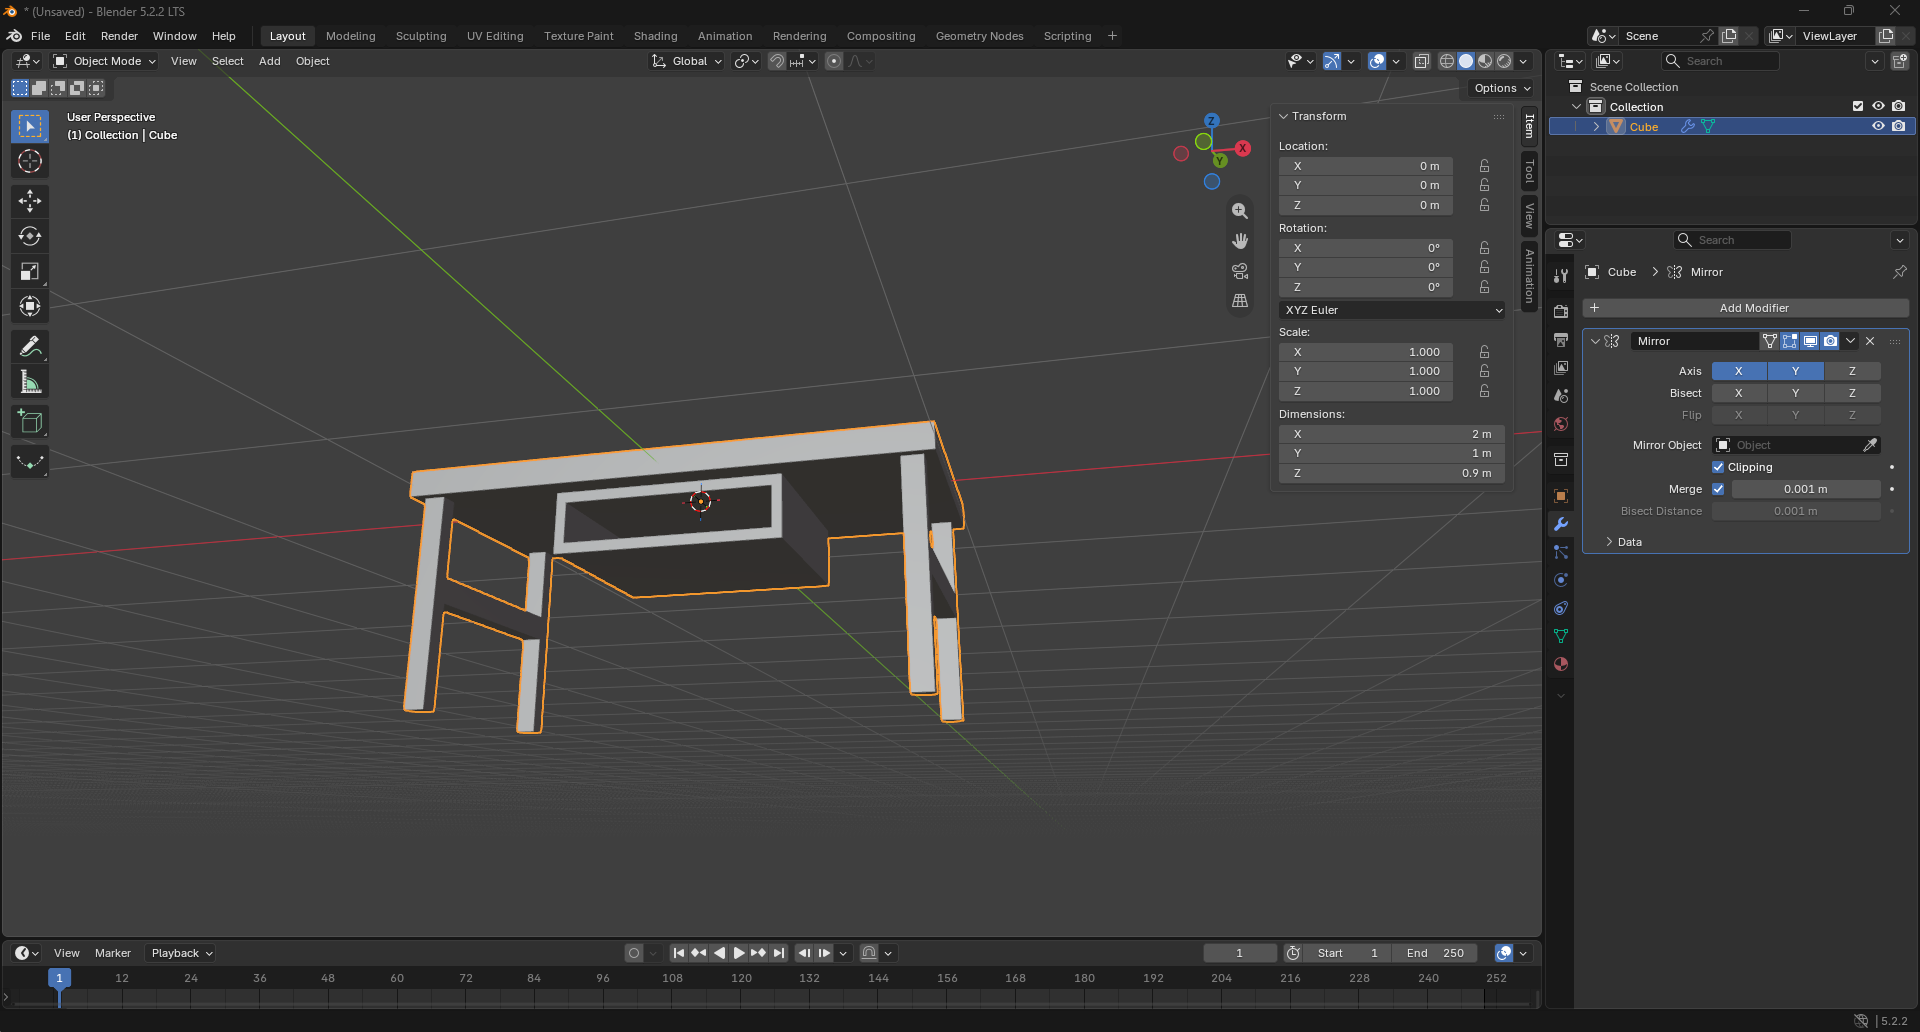 * (Unsaved) - Blender 5.2.2 LTS
File Edit Render Window Help Layout Modeling Sculpting UV Editing Texture Paint Shading Animation Rendering Compositing Geometry Nodes Scripting + Scene ViewLayer
Object Mode View Select Add Object Global Search
Options
User Perspective
(1) Collection | Cube
Z
X
Y
Transform
Location:
X 0 m
Y 0 m
Z 0 m
Rotation:
X 0°
Y 0°
Z 0°
XYZ Euler
Scale:
X 1.000
Y 1.000
Z 1.000
Dimensions:
X 2 m
Y 1 m
Z 0.9 m
Item
Tool
View
Animation
Scene Collection
Collection
Cube
Search
Cube > Mirror
+ Add Modifier
Mirror
Axis X Y Z
Bisect X Y Z
Flip X Y Z
Mirror Object Object
Clipping
Merge 0.001 m
Bisect Distance 0.001 m
Data
View Marker Playback 1 Start 1 End 250
1 12 24 36 48 60 72 84 96 108 120 132 144 156 168 180 192 204 216 228 240 252
5.2.2